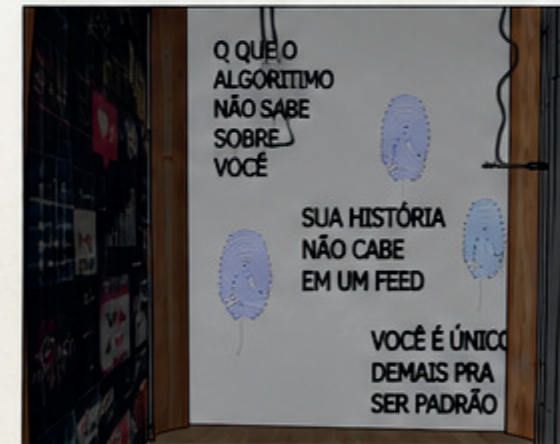 O QUE O
ALGORITIMO
NÃO SABE
SOBRE
VOCÊ
SUA HISTÓRIA
NÃO CABE
EM UM FEED
VOCÊ É ÚNICO
DEMAIS PRA
SER PADRÃO